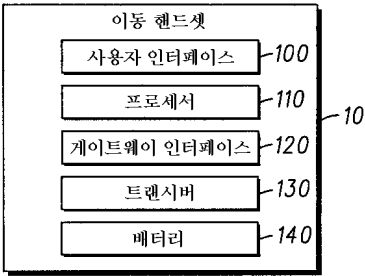 이동 핸드셋
사용자 인터페이스 100
프로세서 110
10
게이트웨이 인터페이스 120
트랜시버 130
배터리 140